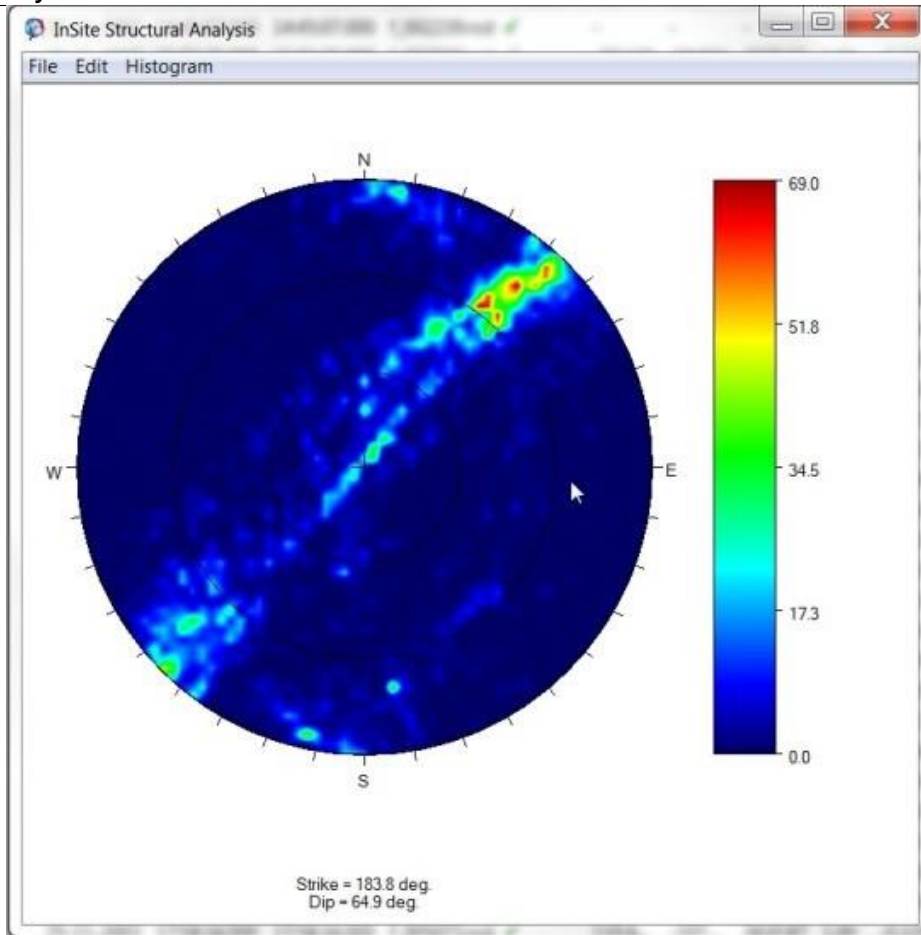 InSite Structural Analysis
File Edit Histogram
N
69.0
51.8
W
E
34.5
17.3
0.0
S
Strike = 183.8 deg.
Dip = 64.9 deg.